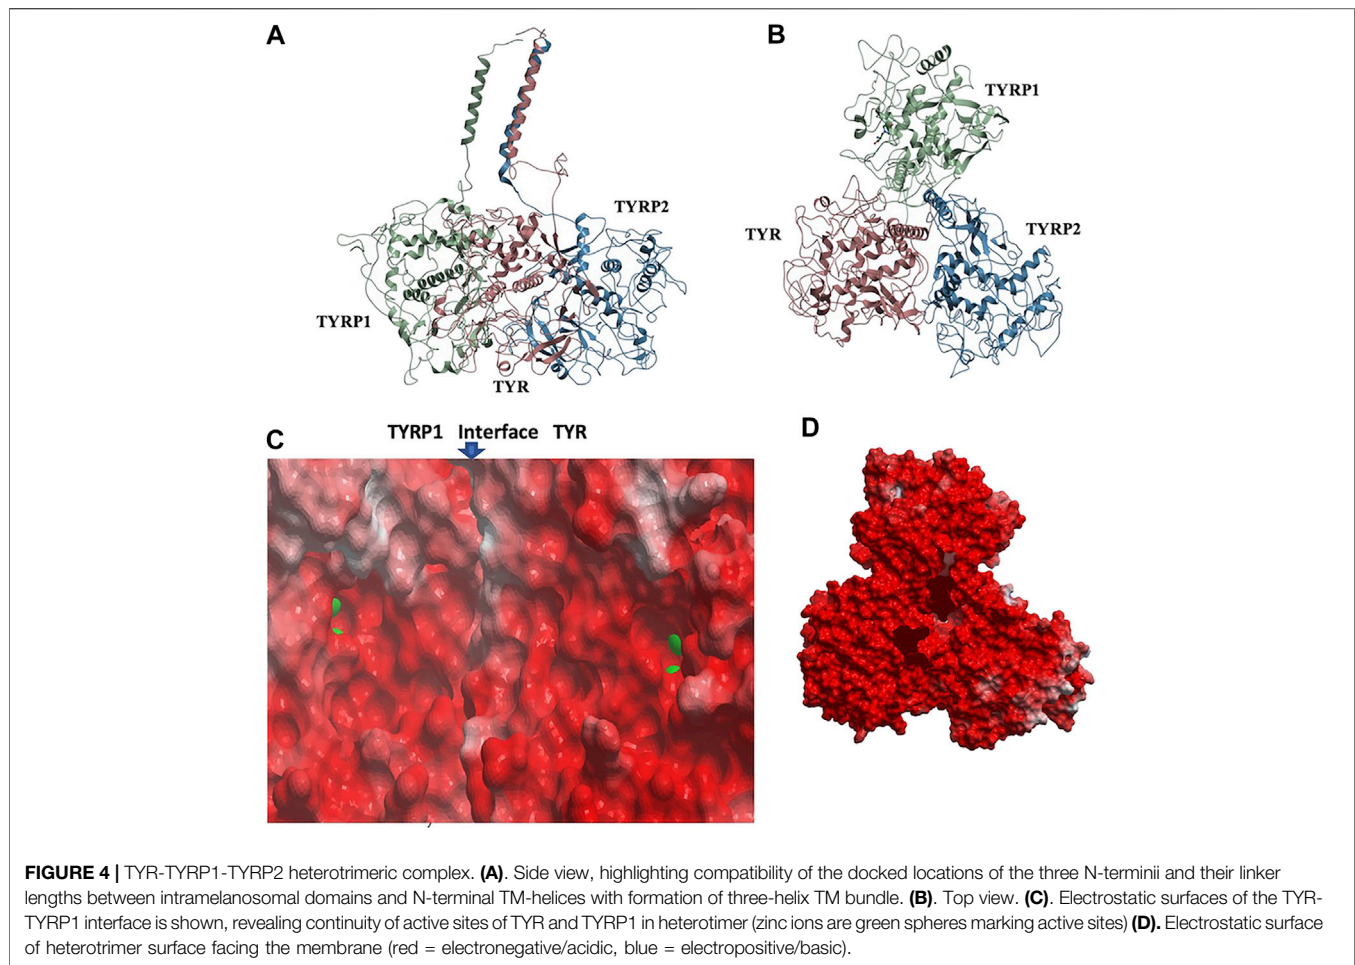 A
B
TYRP1
TYRP2
TYR
TYRP2
TYRP1
TYR
C
TYRP1 Interface TYR
D
FIGURE 4 | TYR-TYRP1-TYRP2 heterotrimeric complex. (A). Side view, highlighting compatibility of the docked locations of the three N-terminii and their linker
lengths between intramelanosomal domains and N-terminal TM-helices with formation of three-helix TM bundle. (B). Top view. (C). Electrostatic surfaces of the TYR-
TYRP1 interface is shown, revealing continuity of active sites of TYR and TYRP1 in heterotimer (zinc ions are green spheres marking active sites) (D). Electrostatic surface
of heterotrimer surface facing the membrane (red = electronegative/acidic, blue = electropositive/basic).